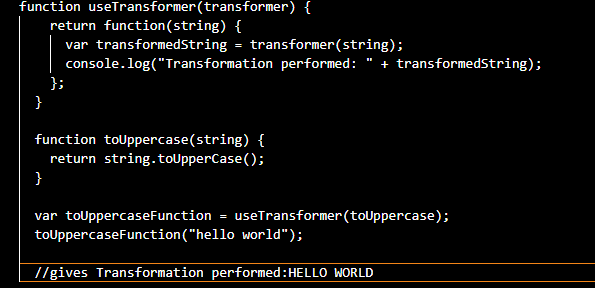 function useTransformer(transformer) {
return function(string) {
var transformedString = transformer(string);
console.log("Transformation performed: " + transformedString);
};
}
function toUppercase(string) {
return string.toUpperCase();
}
var toUppercaseFunction = useTransformer(toUppercase);
toUppercaseFunction("hello world");
//gives Transformation performed:HELLO WORLD